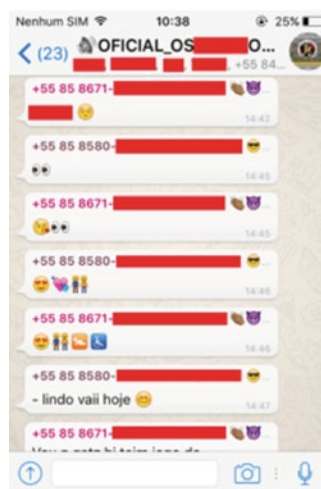 Nenhum SIM 10:38 25%
(23) OFICIAL_OS O...
, +55 84...
+55 85 8671-
14:42
+55 85 8580-
14:45
+55 85 8671-
14:45
+55 85 8580-
14:46
+55 85 8671-
14:46
+55 85 8580-
- lindo vaii hoje
14:47
+55 85 8671-